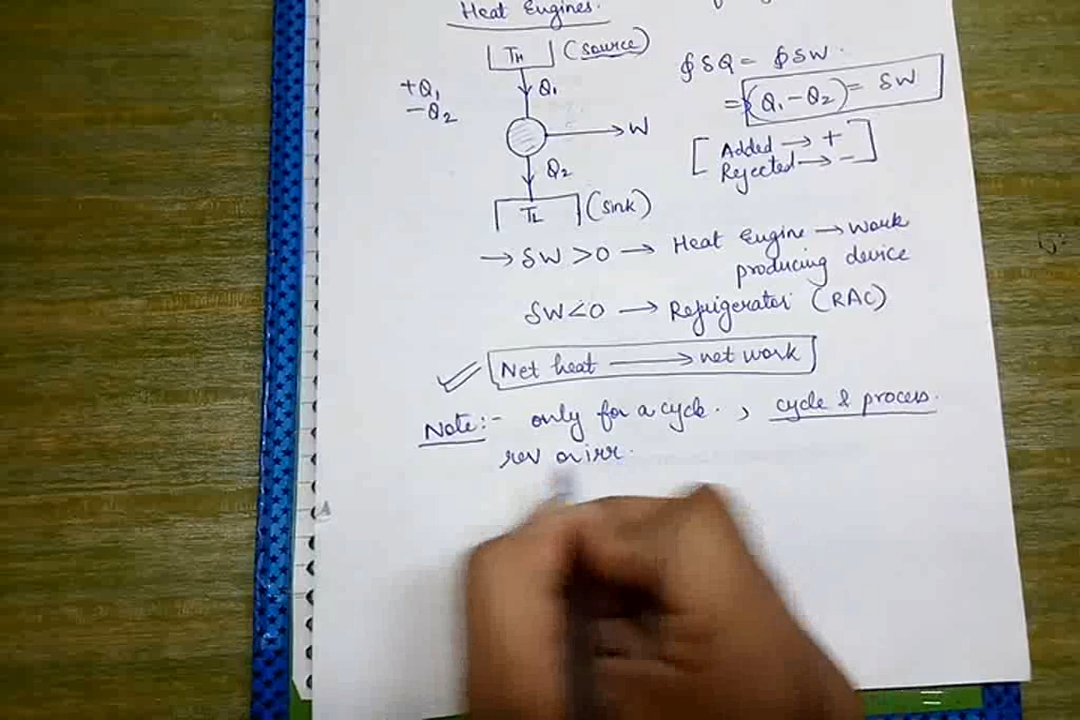 Heat Engines.
TH (source)
+Q1
-Q2
Q1
W
Q2
TL (sink)
∮δQ = ∮δW.
= (Q1-Q2) = δW
[ Added → + ]
Rejected → -
→ δW >0 → Heat Engine → Work
producing device
δW<0 → Refrigerator (RAC)
Net heat → net work
Note:- only for a cycle. , cycle & process.
rev or irr.